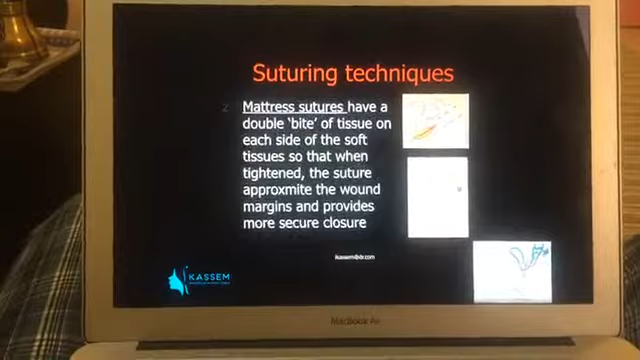 Suturing techniques
2. Mattress sutures have a
double ‘bite’ of tissue on
each side of the soft
tissues so that when
tightened, the suture
approxmite the wound
margins and provides
more secure closure
KASSEM
MacBook Air